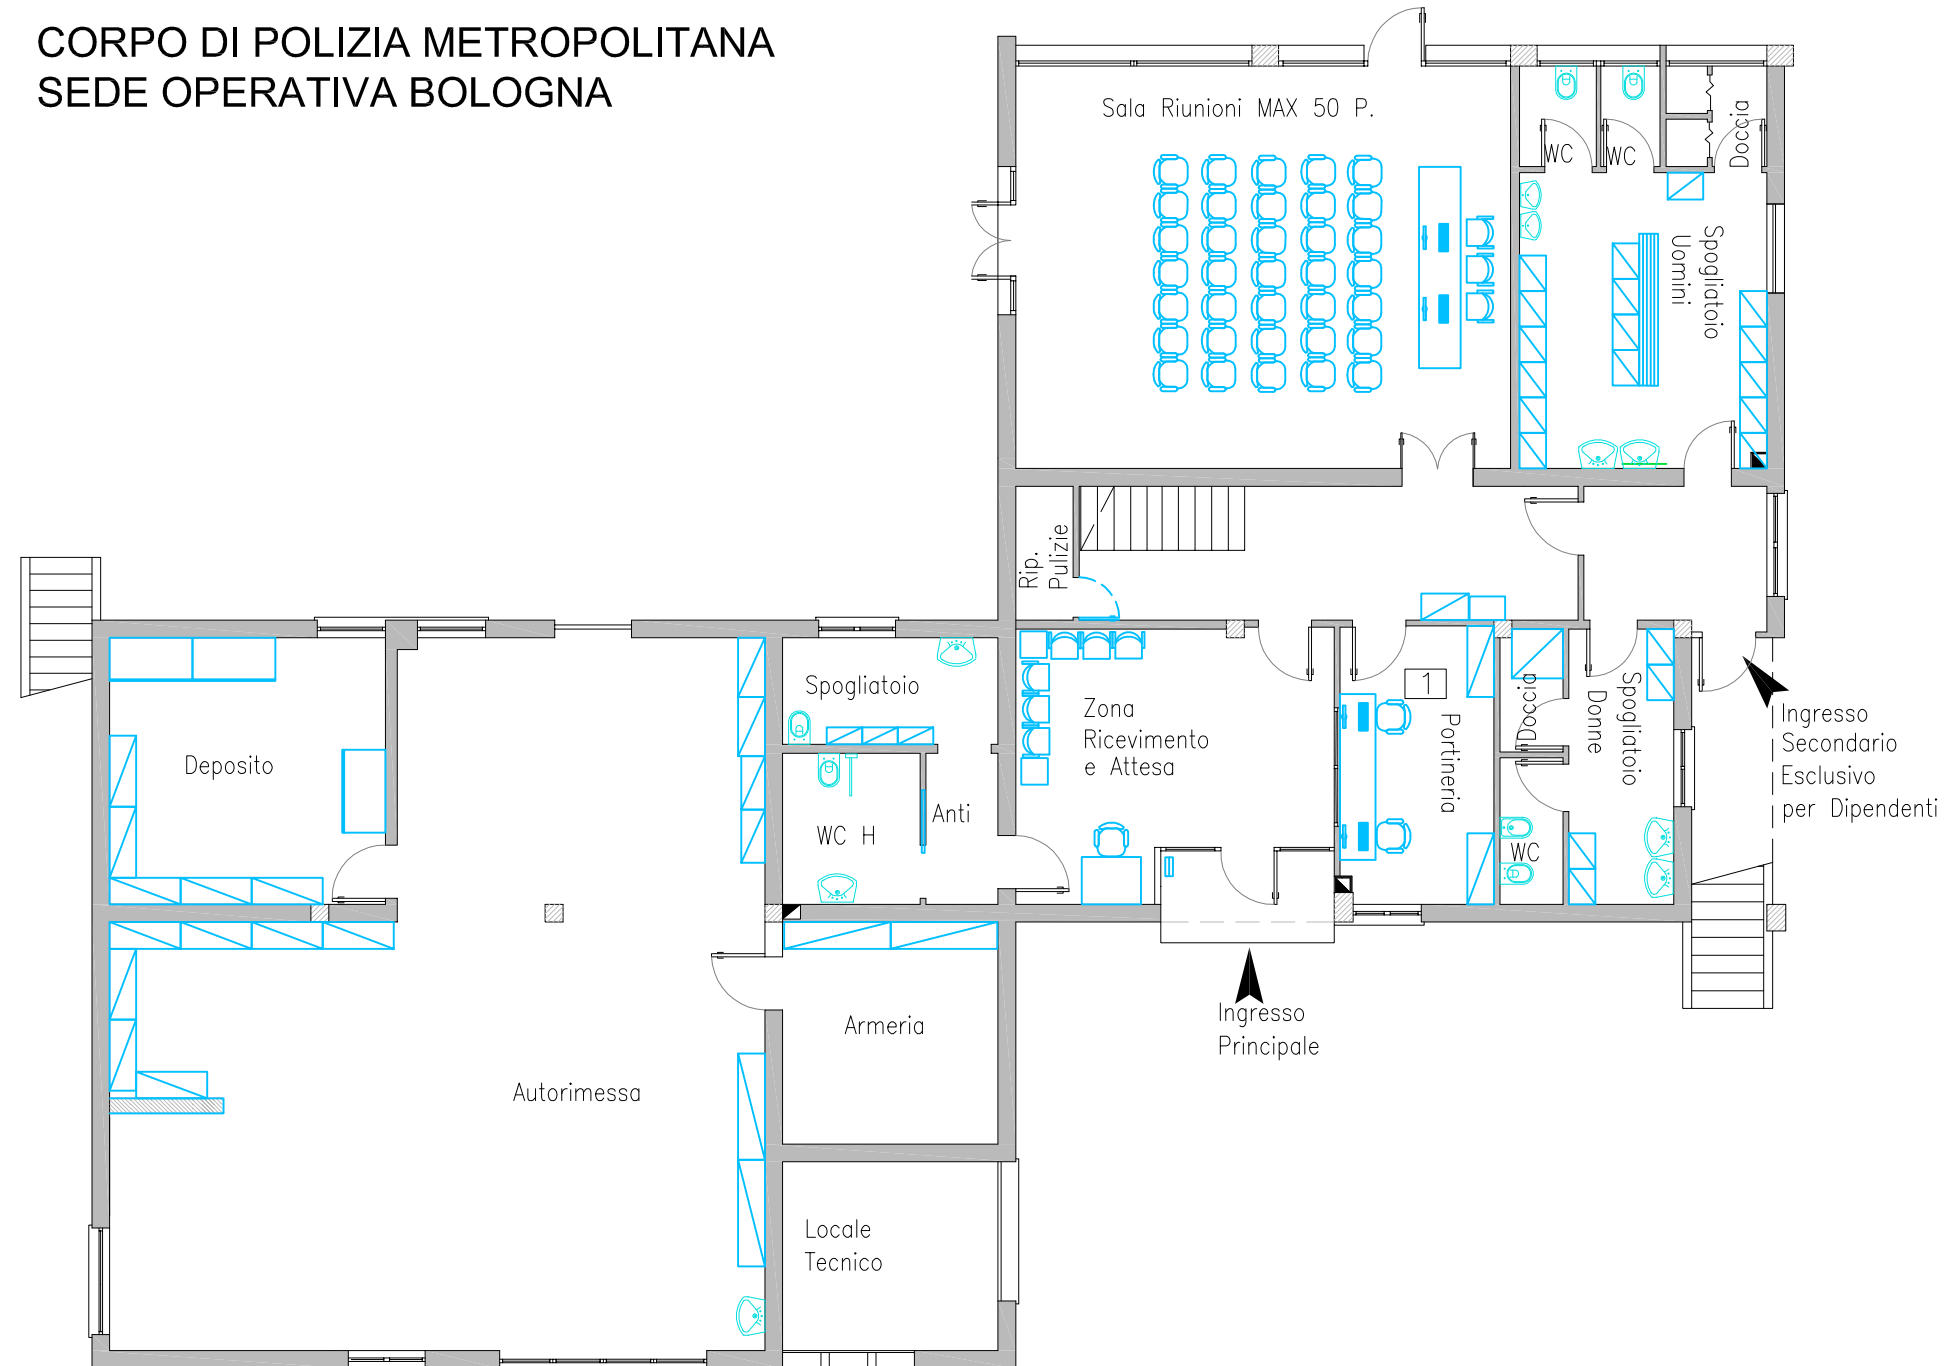 CORPO DI POLIZIA METROPOLITANA
SEDE OPERATIVA BOLOGNA
Sala Riunioni MAX 50 P.
WC
WC
Doccia
Spogliatoio
Uomini
Rip.
Pulizie
Spogliatoio
Deposito
WC H
Anti
Zona
Ricevimento
e Attesa
1
Portineria
Doccia
WC
Spogliatoio
Donne
Ingresso
Secondario
Esclusivo
per Dipendenti
Ingresso
Principale
Armeria
Autorimessa
Locale
Tecnico